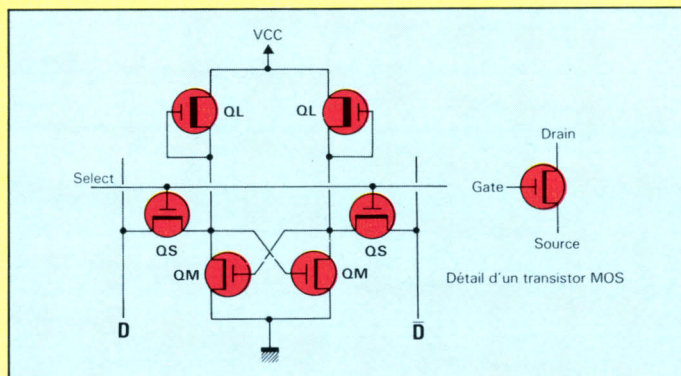 VCC
QL QL
Drain
Select
Gate
QS QS
Source
QM QM
Détail d'un transistor MOS
D D̅